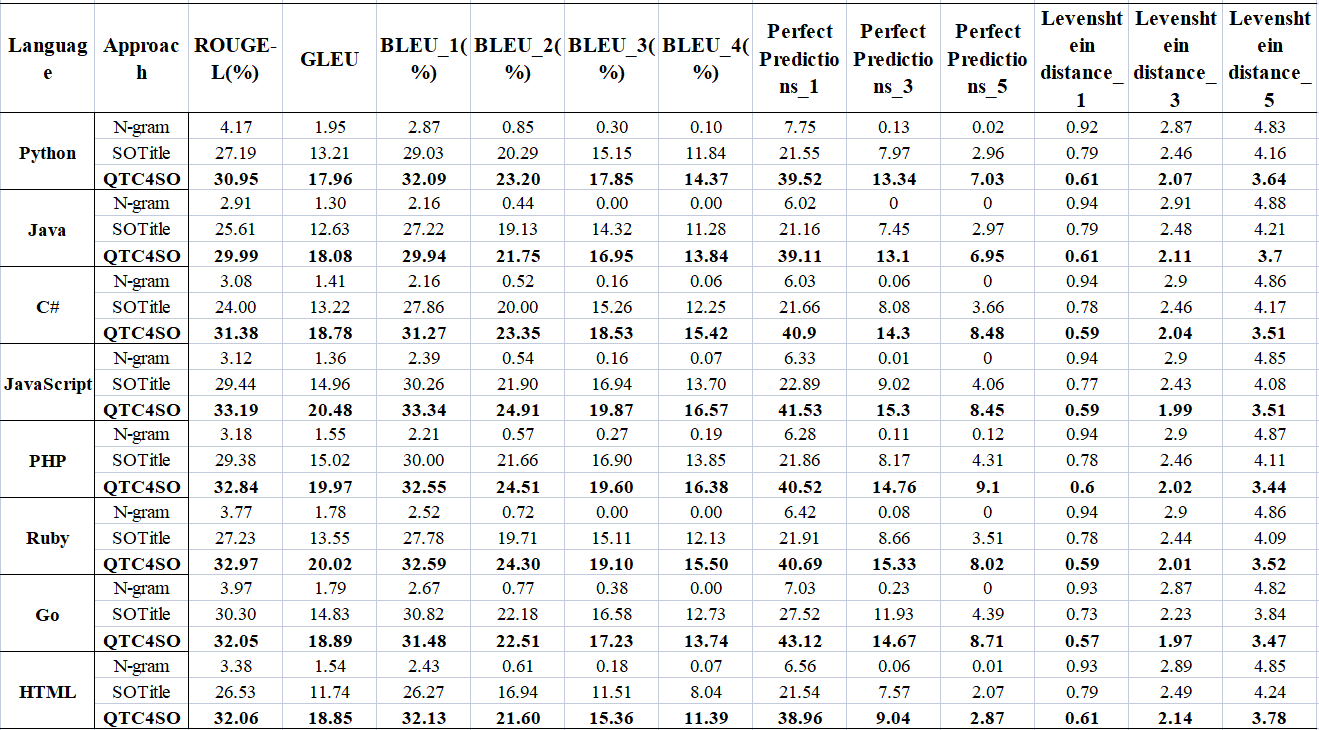 Language Approach ROUGE-L(%) GLEU BLEU_1(%) BLEU_2(%) BLEU_3(%) BLEU_4(%) Perfect Predictions_1 Perfect Predictions_3 Perfect Predictions_5 Levenshtein distance_1 Levenshtein distance_3 Levenshtein distance_5
Python N-gram 4.17 1.95 2.87 0.85 0.30 0.10 7.75 0.13 0.02 0.92 2.87 4.83
SOTitle 27.19 13.21 29.03 20.29 15.15 11.84 21.55 7.97 2.96 0.79 2.46 4.16
QTC4SO 30.95 17.96 32.09 23.20 17.85 14.37 39.52 13.34 7.03 0.61 2.07 3.64
Java N-gram 2.91 1.30 2.16 0.44 0.00 0.00 6.02 0 0 0.94 2.91 4.88
SOTitle 25.61 12.63 27.22 19.13 14.32 11.28 21.16 7.45 2.97 0.79 2.48 4.21
QTC4SO 29.99 18.08 29.94 21.75 16.95 13.84 39.11 13.1 6.95 0.61 2.11 3.7
C# N-gram 3.08 1.41 2.16 0.52 0.16 0.06 6.03 0.06 0 0.94 2.9 4.86
SOTitle 24.00 13.22 27.86 20.00 15.26 12.25 21.66 8.08 3.66 0.78 2.46 4.17
QTC4SO 31.38 18.78 31.27 23.35 18.53 15.42 40.9 14.3 8.48 0.59 2.04 3.51
JavaScript N-gram 3.12 1.36 2.39 0.54 0.16 0.07 6.33 0.01 0 0.94 2.9 4.85
SOTitle 29.44 14.96 30.26 21.90 16.94 13.70 22.89 9.02 4.06 0.77 2.43 4.08
QTC4SO 33.19 20.48 33.34 24.91 19.87 16.57 41.53 15.3 8.45 0.59 1.99 3.51
PHP N-gram 3.18 1.55 2.21 0.57 0.27 0.19 6.28 0.11 0.12 0.94 2.9 4.87
SOTitle 29.38 15.02 30.00 21.66 16.90 13.85 21.86 8.17 4.31 0.78 2.46 4.11
QTC4SO 32.84 19.97 32.55 24.51 19.60 16.38 40.52 14.76 9.1 0.6 2.02 3.44
Ruby N-gram 3.77 1.78 2.52 0.72 0.00 0.00 6.42 0.08 0 0.94 2.9 4.86
SOTitle 27.23 13.55 27.78 19.71 15.11 12.13 21.91 8.66 3.51 0.78 2.44 4.09
QTC4SO 32.97 20.02 32.59 24.30 19.10 15.50 40.69 15.33 8.02 0.59 2.01 3.52
Go N-gram 3.97 1.79 2.67 0.77 0.38 0.00 7.03 0.23 0 0.93 2.87 4.82
SOTitle 30.30 14.83 30.82 22.18 16.58 12.73 27.52 11.93 4.39 0.73 2.23 3.84
QTC4SO 32.05 18.89 31.48 22.51 17.23 13.74 43.12 14.67 8.71 0.57 1.97 3.47
HTML N-gram 3.38 1.54 2.43 0.61 0.18 0.07 6.56 0.06 0.01 0.93 2.89 4.85
SOTitle 26.53 11.74 26.27 16.94 11.51 8.04 21.54 7.57 2.07 0.79 2.49 4.24
QTC4SO 32.06 18.85 32.13 21.60 15.36 11.39 38.96 9.04 2.87 0.61 2.14 3.78